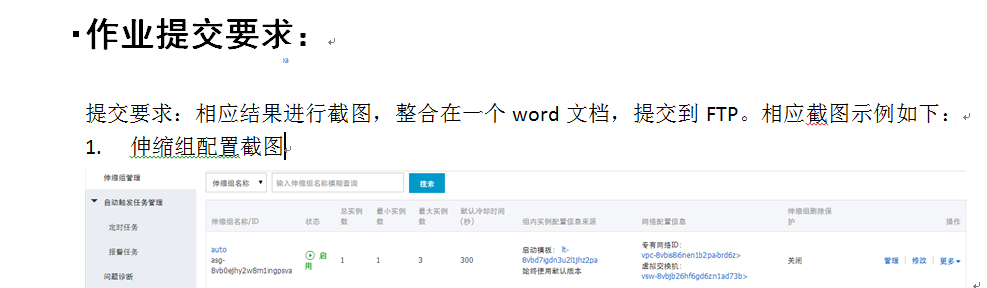 作业提交要求：
提交要求：相应结果进行截图，整合在一个 word 文档，提交到 FTP。相应截图示例如下：
1. 伸缩组配置截图
伸缩组管理 伸缩组名称 输入伸缩组名称模糊查询 搜索
自动触发任务管理
定时任务
报警任务
问题诊断
伸缩组名称/ID 状态 总实例数 最小实例数 最大实例数 默认冷却时间(秒) 组内实例配置信息来源 网络配置信息 伸缩组删除保护 操作
auto
asg-
8vb0ejhy2w8m1ingpsva
启用
1 1 3 300
启动模板： lt-
8vbd7igdn3u2l1jhz2pa
始终使用默认版本
专有网络ID：
vpc-8vbis86nen1b2pabrd6z>
虚拟交换机：
vsw-8vbjb26hf6gd6zn1ad73b>
关闭
管理 修改 更多